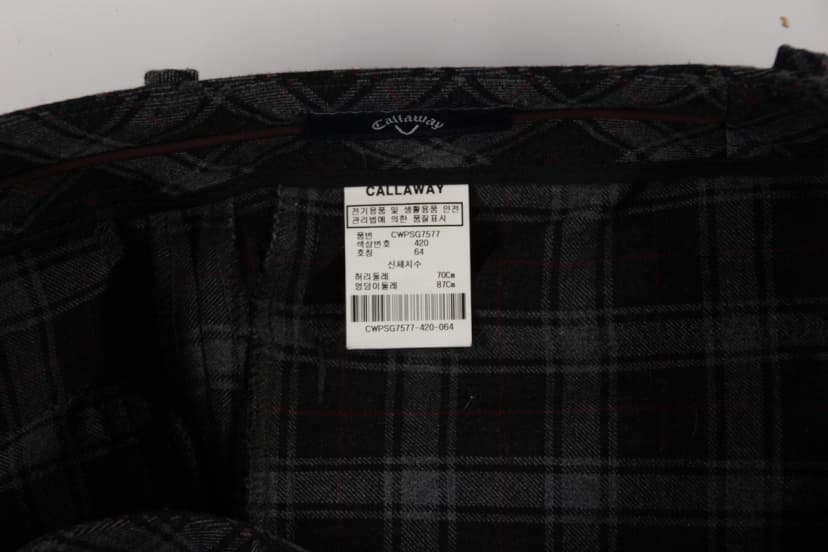 Callaway
CALLAWAY
전기용품 및 생활용품 안전
관리법에 의한 품질표시
품번 CWPSG7577
색상번호 420
호칭 64
신체치수
허리둘레 70Cm
엉덩이둘레 87Cm
CWPSG7577-420-064